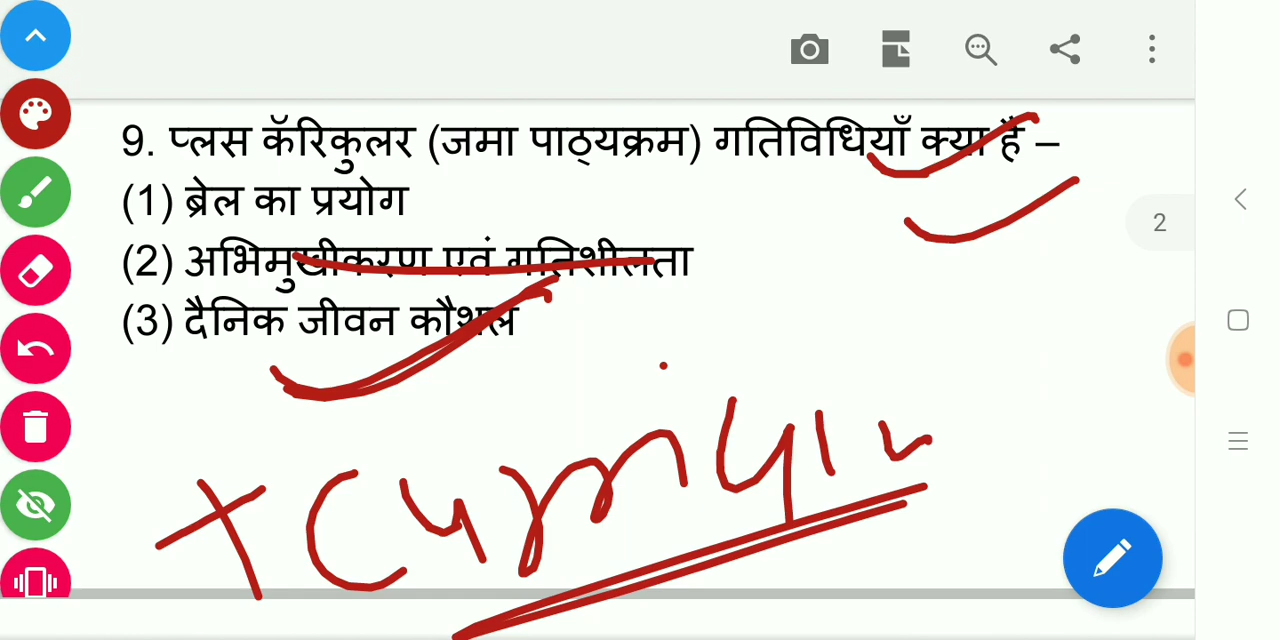 9. प्लस कॅरिकुलर (जमा पाठ्यक्रम) गतिविधियाँ क्या हैं –
(1) ब्रेल का प्रयोग
2
(2) अभिमुखीकरण एवं गतिशीलता
(3) दैनिक जीवन कौशल